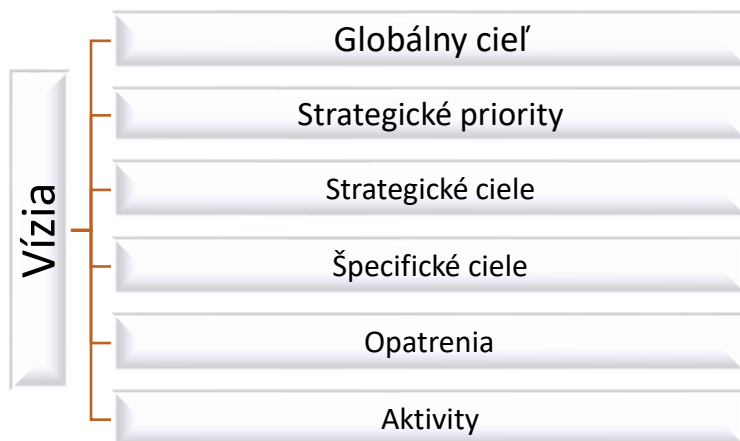 Vízia
Globálny cieľ
Strategické priority
Strategické ciele
Špecifické ciele
Opatrenia
Aktivity